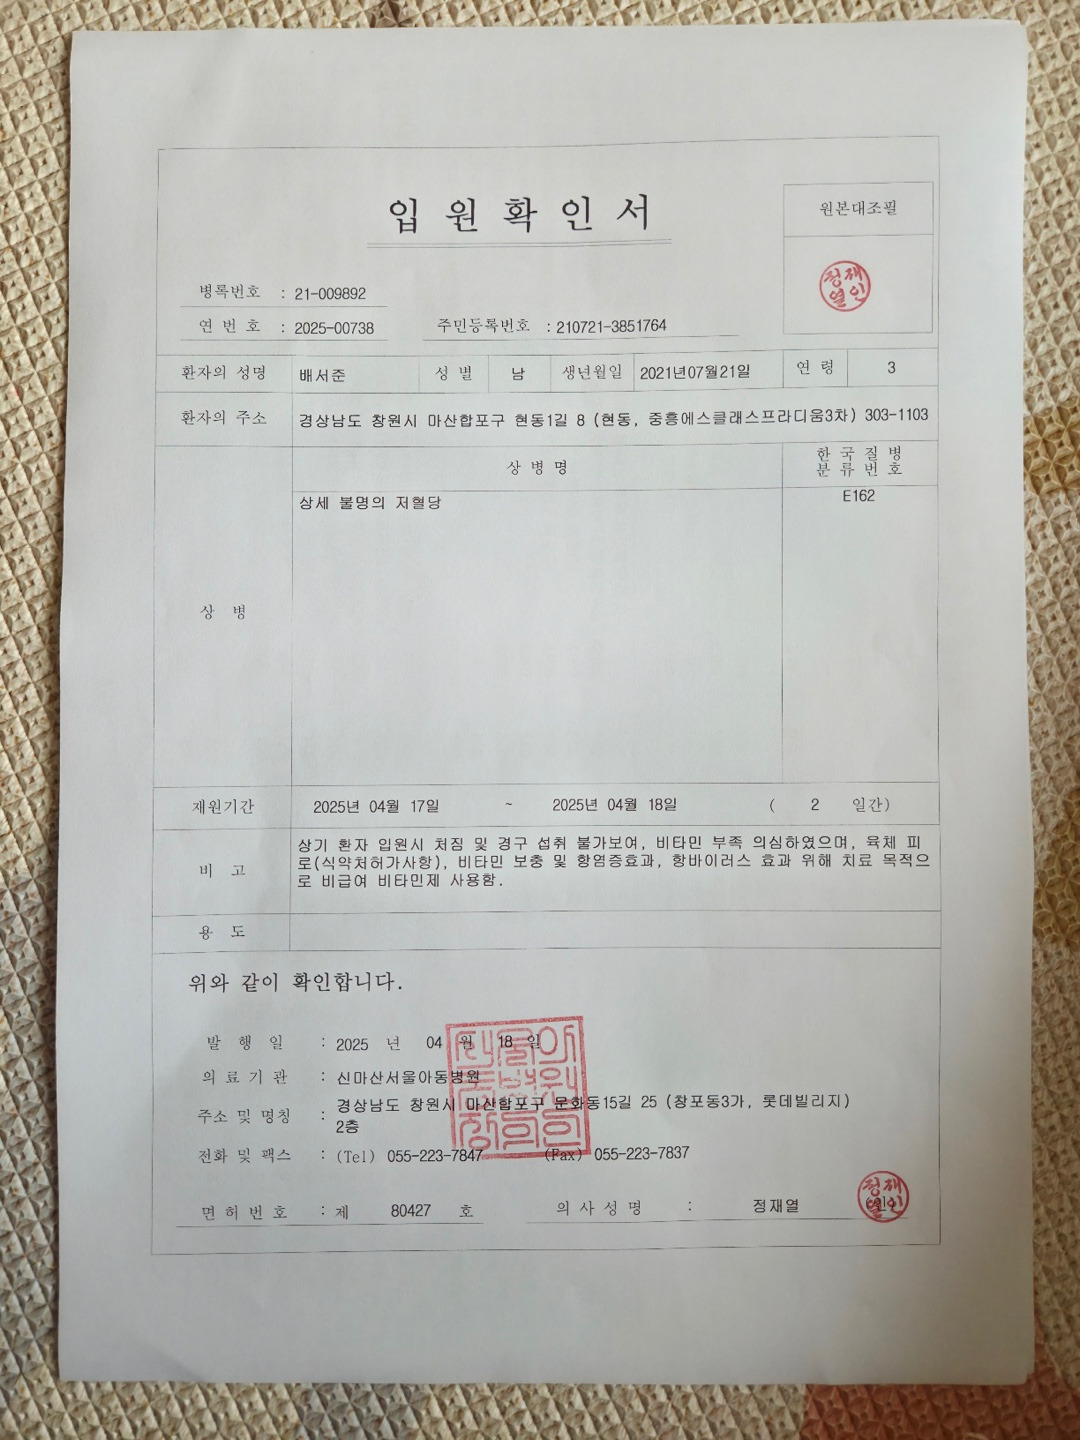 입 원 확 인 서
원본대조필
정재열인
병록번호 : 21-009892
연 번 호 : 2025-00738 주민등록번호 : 210721-3851764
환자의 성명 배서준 성 별 남 생년월일 2021년07월21일 연 령 3
환자의 주소 경상남도 창원시 마산합포구 현동1길 8 (현동, 중흥에스클래스프라디움3차) 303-1103
상 병 명 한 국 질 병
분 류 번 호
상세 불명의 저혈당 E162
상 병
재원기간 2025년 04월 17일 ~ 2025년 04월 18일 ( 2 일간)
상기 환자 입원시 처짐 및 경구 섭취 불가보여, 비타민 부족 의심하였으며, 육체 피
비 고 로(식약처허가사항), 비타민 보충 및 항염증효과, 항바이러스 효과 위해 치료 목적으
로 비급여 비타민제 사용함.
용 도
위와 같이 확인합니다.
발 행 일 : 2025 년 04 월 18 일
의 료 기 관 : 신마산서울아동병원
주소 및 명칭 : 경상남도 창원시 마산합포구 문화동15길 25 (창포동3가, 롯데빌리지)
2층
전화 및 팩스 : (Tel) 055-223-7847 (Fax) 055-223-7837
면 허 번 호 : 제 80427 호 의 사 성 명 : 정재열 (인)
정재열인